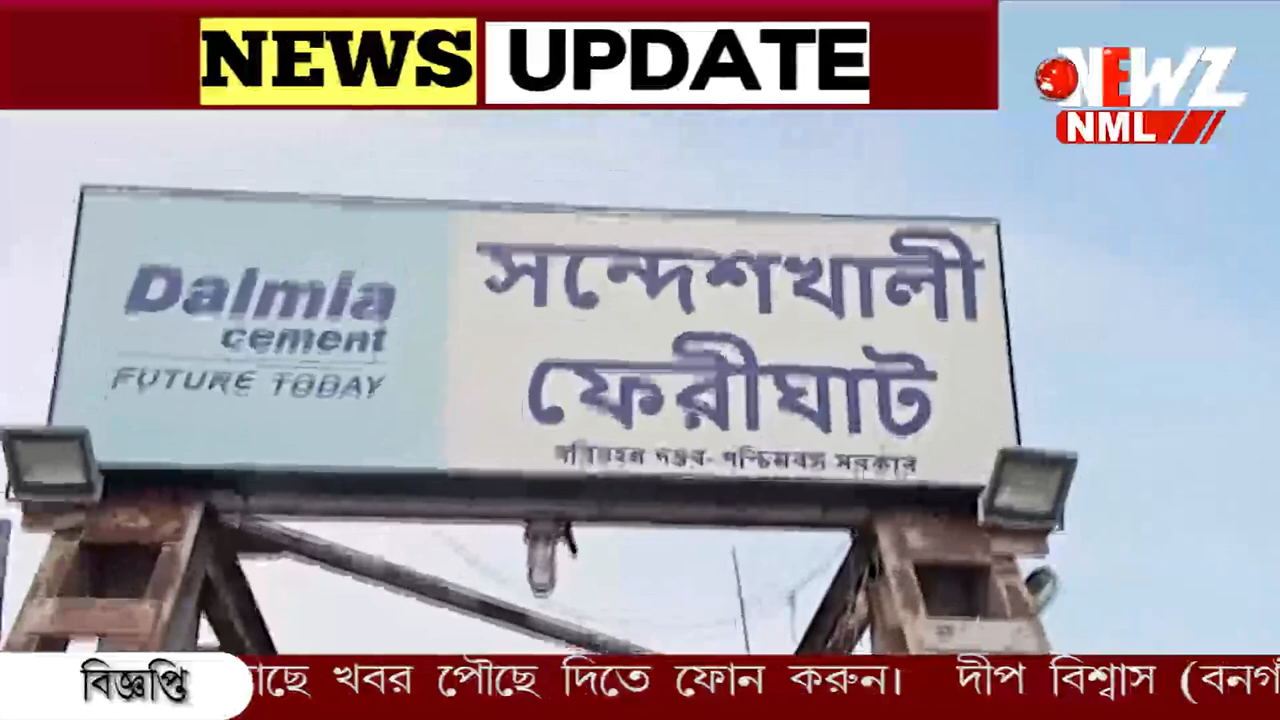 NEWS UPDATE
NEWZ
NML
Dalmia
cement
FUTURE TODAY
সন্দেশখালী
ফেরীঘাট
পরিবহন দপ্তর- পশ্চিমবঙ্গ সরকার
বিজ্ঞপ্তি
খবর পৌছে দিতে ফোন করুন। দীপ বিশ্বাস